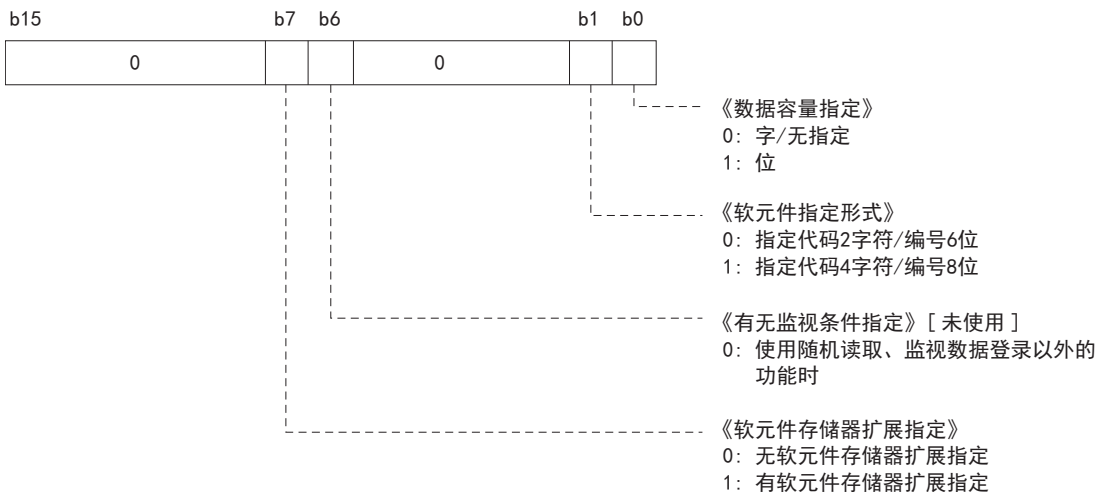 b15 b7 b6 b1 b0
0 0
《数据容量指定》
0: 字/无指定
1: 位
《软元件指定形式》
0: 指定代码2字符/编号6位
1: 指定代码4字符/编号8位
《有无监视条件指定》[ 未使用 ]
0: 使用随机读取、监视数据登录以外的
功能时
《软元件存储器扩展指定》
0: 无软元件存储器扩展指定
1: 有软元件存储器扩展指定